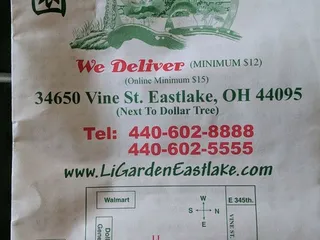 We Deliver (MINIMUM $12)
(Online Minimum $15)
34650 Vine St. Eastlake, OH 44095
(Next To Dollar Tree)
Tel: 440-602-8888
440-602-5555
www.LiGardenEastlake.com
Walmart
W
S N
E
E 345th.
VINE